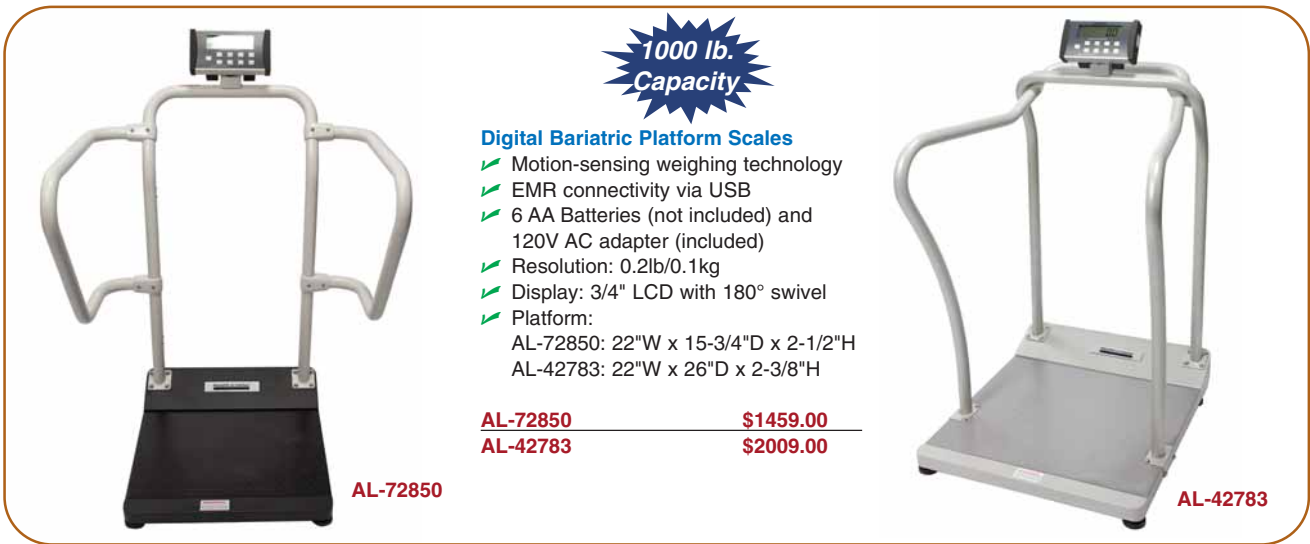 1000 lb.
Capacity
Digital Bariatric Platform Scales
Motion-sensing weighing technology
EMR connectivity via USB
6 AA Batteries (not included) and
120V AC adapter (included)
Resolution: 0.2lb/0.1kg
Display: 3/4" LCD with 180° swivel
Platform:
AL-72850: 22"W x 15-3/4"D x 2-1/2"H
AL-42783: 22"W x 26"D x 2-3/8"H
AL-72850 $1459.00
AL-42783 $2009.00
AL-72850
AL-42783